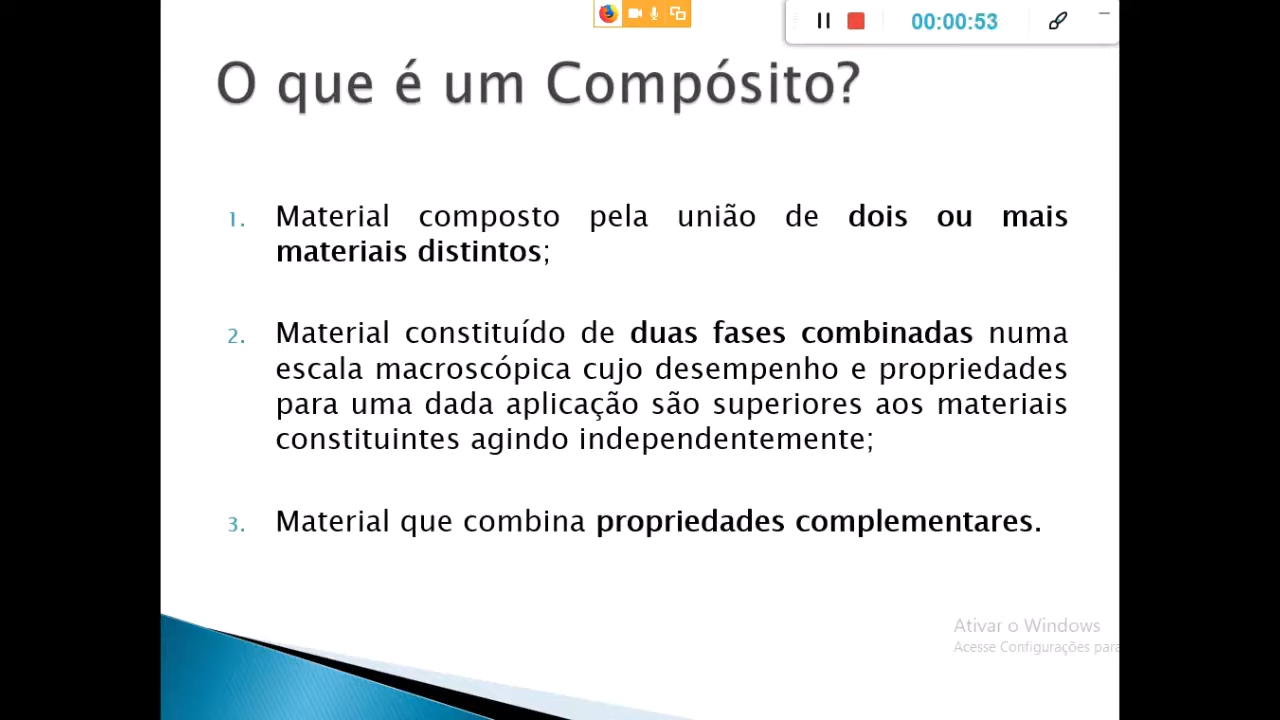 00:00:53
O que é um Compósito?
1. Material composto pela união de dois ou mais
materiais distintos;
2. Material constituído de duas fases combinadas numa
escala macroscópica cujo desempenho e propriedades
para uma dada aplicação são superiores aos materiais
constituintes agindo independentemente;
3. Material que combina propriedades complementares.
Ativar o Windows
Acesse Configurações para